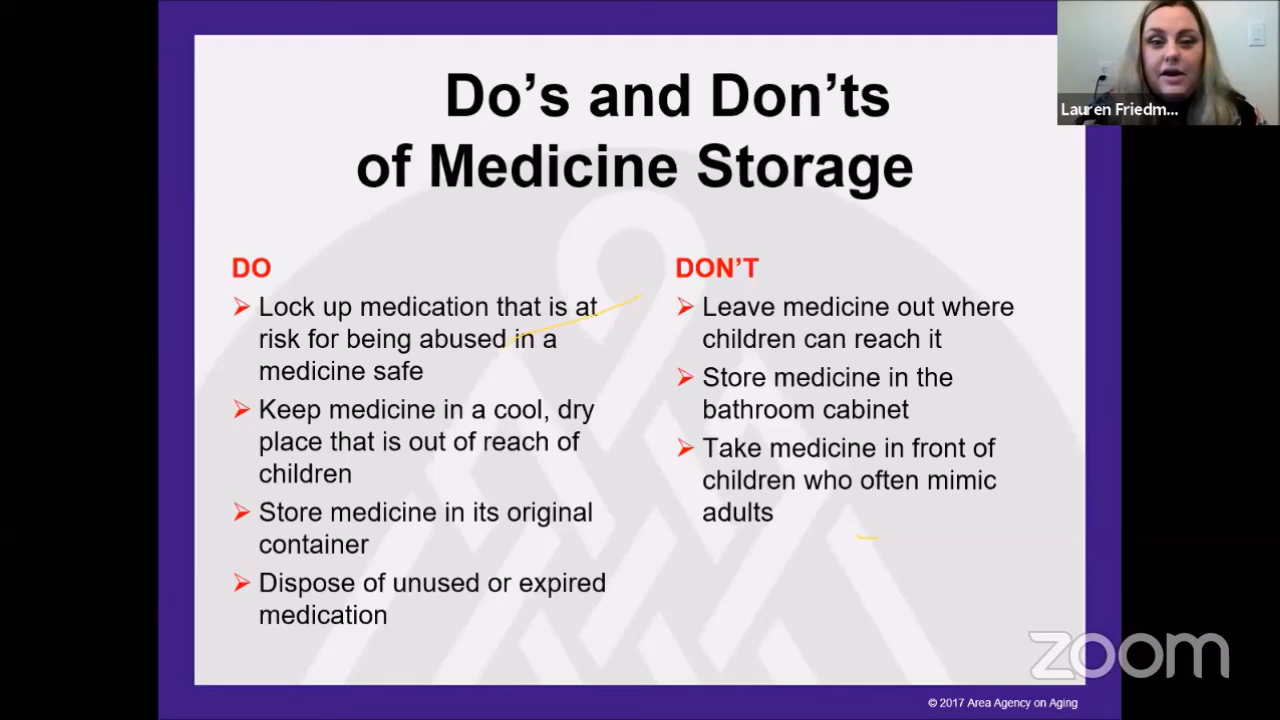 Do's and Don'ts
of Medicine Storage
Lauren Friedm...
DO
Lock up medication that is at
risk for being abused in a
medicine safe
Keep medicine in a cool, dry
place that is out of reach of
children
Store medicine in its original
container
Dispose of unused or expired
medication
DON'T
Leave medicine out where
children can reach it
Store medicine in the
bathroom cabinet
Take medicine in front of
children who often mimic
adults
zoom
© 2017 Area Agency on Aging